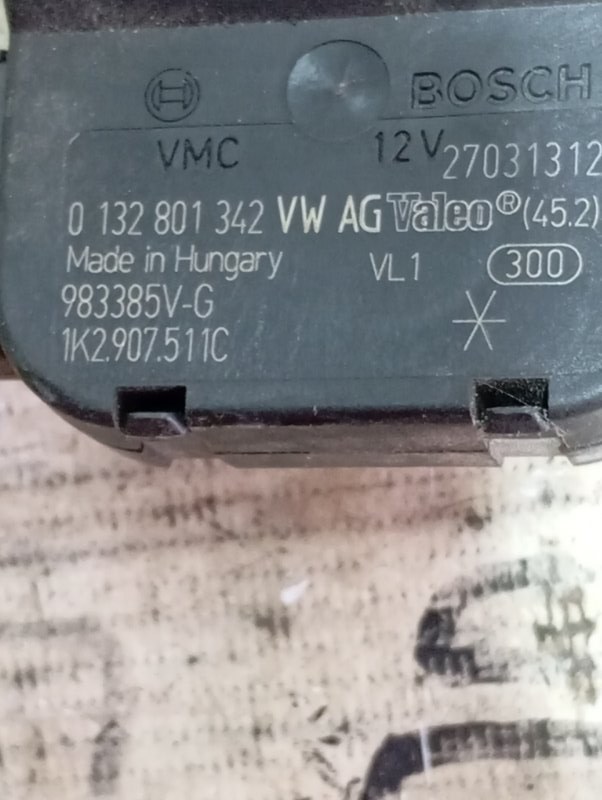 BOSCH
VMC 12V 27031312
0 132 801 342 VW AG Valeo® (45.2)
Made in Hungary VL1 300
983385V-G
1K2.907.511C